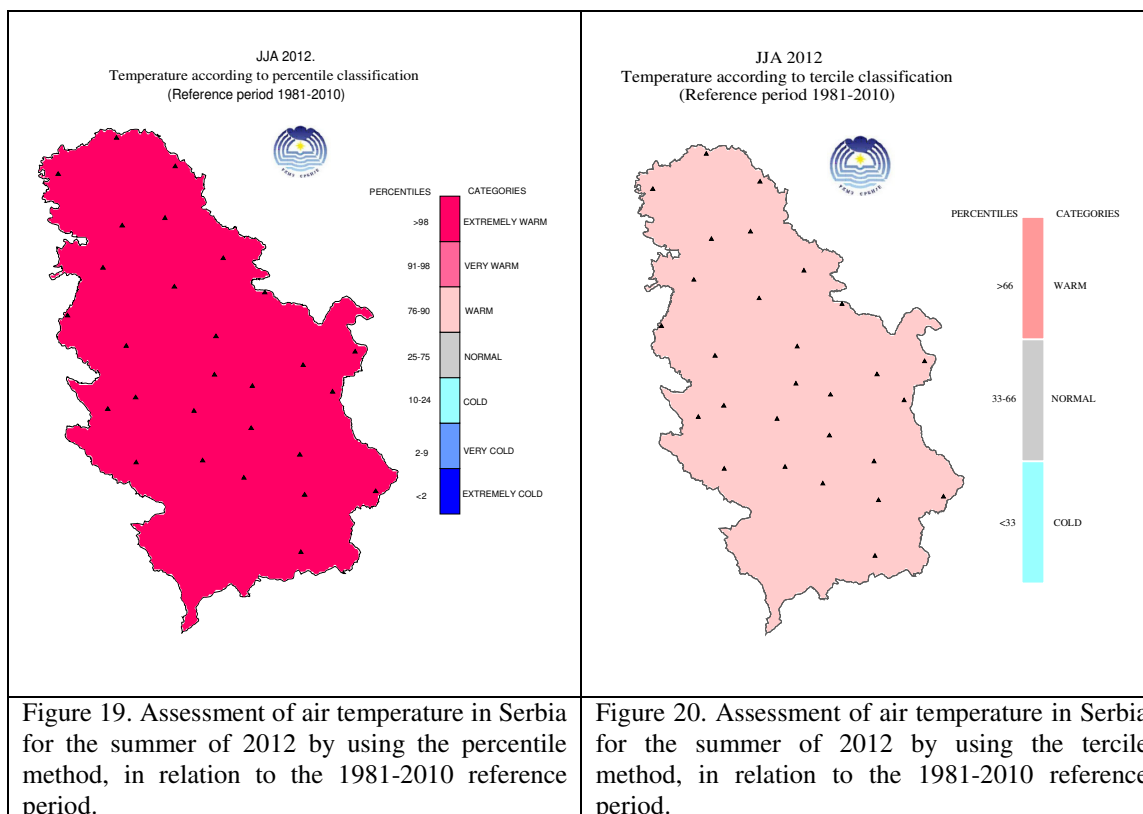 JJA 2012.
Temperature according to percentile classification
(Reference period 1981-2010)
PERCENTILES CATEGORIES
>98 EXTREMELY WARM
91-98 VERY WARM
76-90 WARM
25-75 NORMAL
10-24 COLD
2-9 VERY COLD
<2 EXTREMELY COLD
Figure 19. Assessment of air temperature in Serbia
for the summer of 2012 by using the percentile
method, in relation to the 1981-2010 reference
period.
JJA 2012
Temperature according to tercile classification
(Reference period 1981-2010)
PERCENTILES CATEGORIES
>66 WARM
33-66 NORMAL
<33 COLD
Figure 20. Assessment of air temperature in Serbia
for the summer of 2012 by using the tercile
method, in relation to the 1981-2010 reference
period.